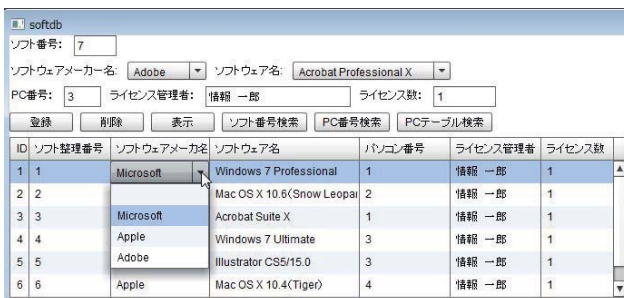 softdb
ソフト番号: 7
ソフトウェアメーカー名: Adobe ソフトウェア名: Acrobat Professional X
PC番号: 3 ライセンス管理者: 情報 一郎 ライセンス数: 1
登録 削除 表示 ソフト番号検索 PC番号検索 PCテーブル検索
ID ソフト整理番号 ソフトウェアメーカ名 ソフトウェア名 パソコン番号 ライセンス管理者 ライセンス数
1 1 Microsoft Windows 7 Professional 1 情報 一郎 1
2 2 Mac OS X 10.6(Snow Leopar 2 情報 一郎 1
3 3 Microsoft Acrobat Suite X 1 情報 一郎 1
4 4 Apple Windows 7 Ultimate 3 情報 一郎 1
5 5 Adobe Illustrator CS5/15.0 3 情報 一郎 1
6 6 Apple Mac OS X 10.4(Tiger) 4 情報 一郎 1